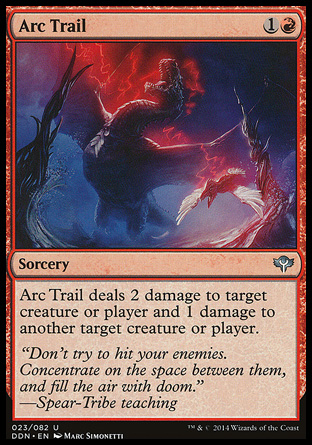 Arc Trail 1
Sorcery
Arc Trail deals 2 damage to target
creature or player and 1 damage to
another target creature or player.
“Don’t try to hit your enemies.
Concentrate on the space between them,
and fill the air with doom.”
—Spear-Tribe teaching
023/082 U
DDN • EN Marc Simonetti
™ & © 2014 Wizards of the Coast